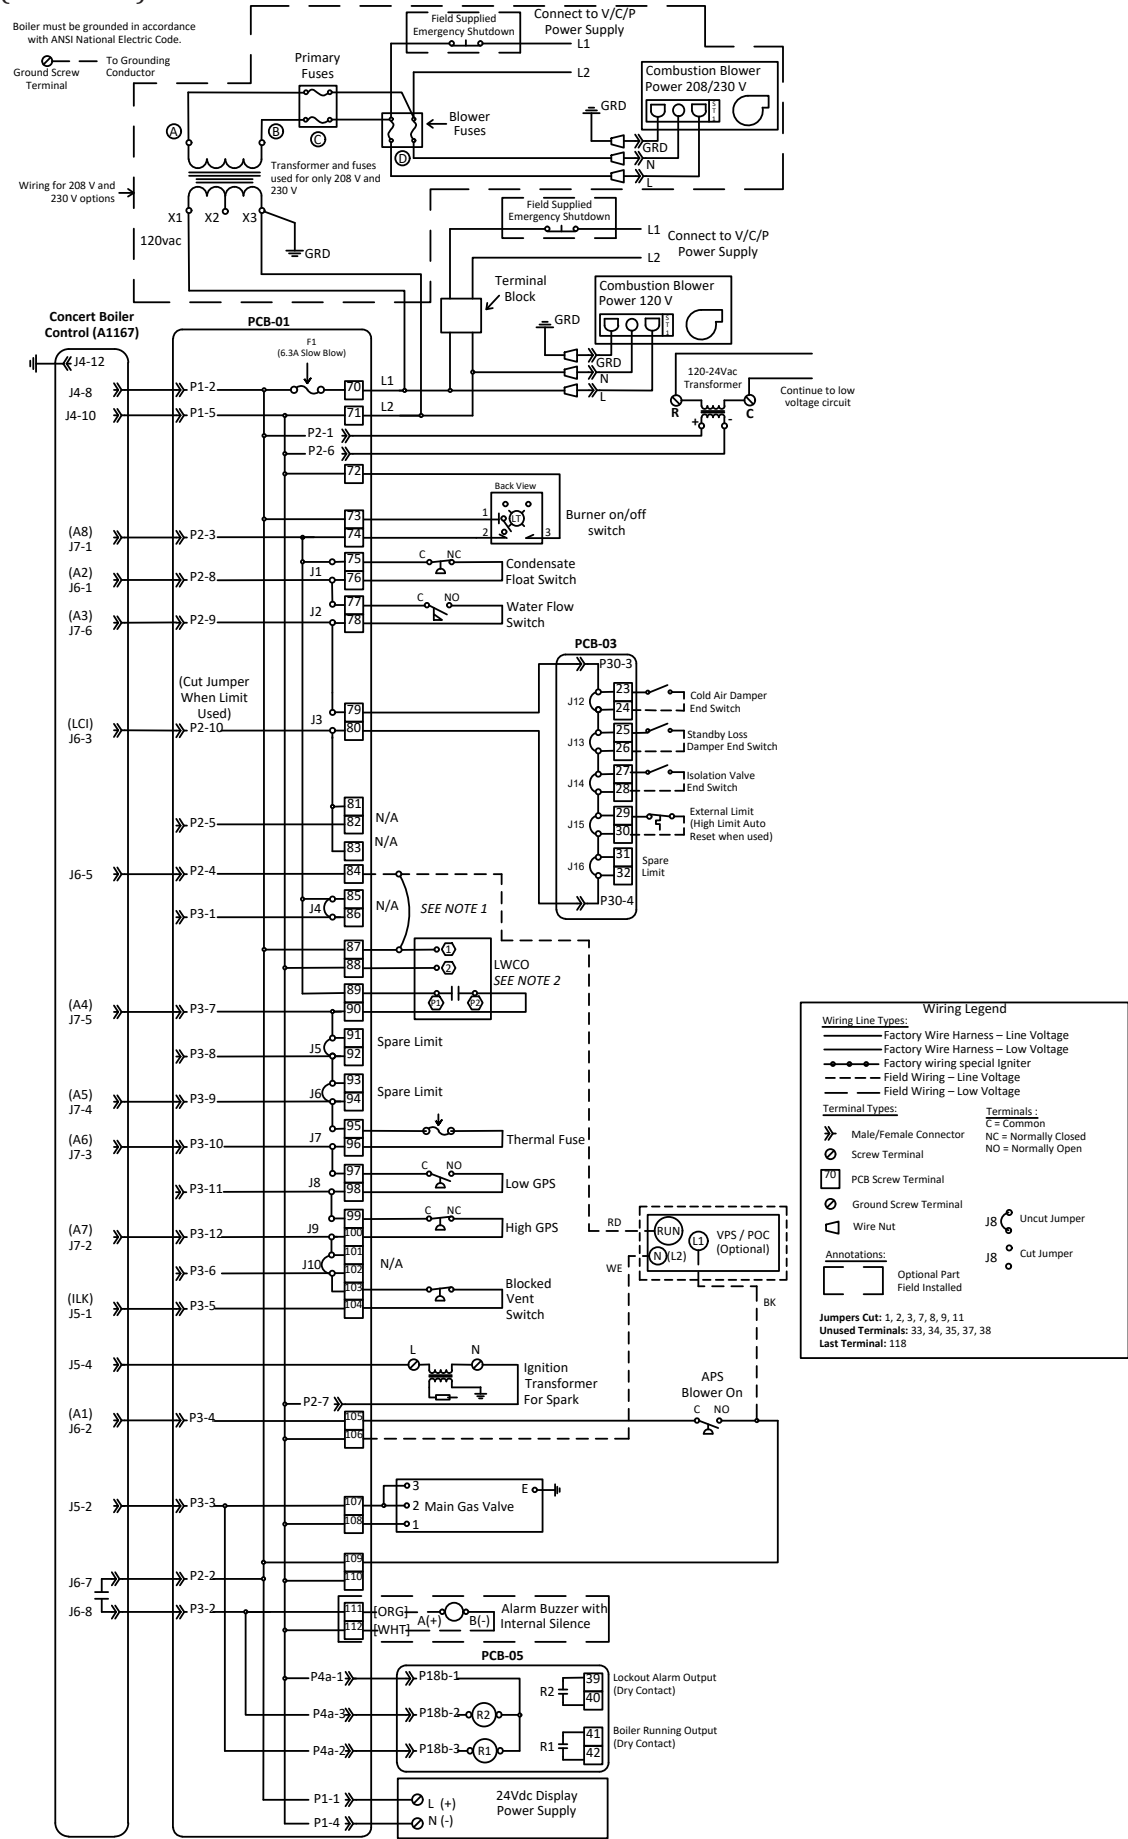 Boiler must be grounded in accordance
with ANSI National Electric Code.
To Grounding
Conductor
Ground Screw
Terminal
Field Supplied
Emergency Shutdown
Connect to V/C/P
Power Supply
L1
L2
Primary
Fuses
Combustion Blower
Power 208/230 V
S
T
1
GRD
GRD
N
L
A
B
C
D
Blower
Fuses
Transformer and fuses
used for only 208 V and
230 V
Wiring for 208 V and
230 V options
X1
X2
X3
120vac
GRD
Field Supplied
Emergency Shutdown
L1
Connect to V/C/P
Power Supply
L2
Terminal
Block
Combustion Blower
Power 120 V
S
T
1
GRD
GRD
N
L
Concert Boiler
Control (A1167)
PCB-01
F1
(6.3A Slow Blow)
J4-12
J4-8
P1-2
70
L1
J4-10
P1-5
71
L2
120-24Vac
Transformer
R
C
+
-
Continue to low
voltage circuit
P2-1
P2-6
72
Back View
73
1
LT
Burner on/off
switch
(A8)
J7-1
P2-3
74
2
3
75
C
NC
Condensate
Float Switch
(A2)
J6-1
P2-8
J1
76
77
C
NO
Water Flow
Switch
(A3)
J7-6
P2-9
J2
78
PCB-03
P30-3
(Cut Jumper
When Limit
Used)
J12
23
24
Cold Air Damper
End Switch
79
(LCI)
J6-3
P2-10
J3
80
J13
25
26
Standby Loss
Damper End Switch
J14
27
28
Isolation Valve
End Switch
J15
29
30
External Limit
(High Limit Auto
Reset when used)
J16
31
32
Spare
Limit
P30-4
81
82
N/A
P2-5
83
N/A
J6-5
P2-4
84
85
J4
86
N/A
P3-1
SEE NOTE 1
87
1
88
2
LWCO
SEE NOTE 2
89
P1
P2
(A4)
J7-5
P3-7
90
91
J5
92
Spare Limit
P3-8
93
J6
94
Spare Limit
(A5)
J7-4
P3-9
95
Thermal Fuse
(A6)
J7-3
P3-10
J7
96
97
C
NO
Low GPS
P3-11
J8
98
99
C
NC
High GPS
(A7)
J7-2
P3-12
J9
100
101
J10
102
N/A
P3-6
103
Blocked
Vent
Switch
(ILK)
J5-1
P3-5
104
RD
RUN
L1
N
(L2)
VPS / POC
(Optional)
WE
BK
J5-4
L
N
Ignition
Transformer
For Spark
P2-7
APS
Blower On
C
NO
(A1)
J6-2
P3-4
105
106
J5-2
P3-3
107
108
3
2
1
Main Gas Valve
E
109
110
J6-7
P2-2
J6-8
P3-2
111
112
[ORG]
[WHT]
A(+)
B(-)
Alarm Buzzer with
Internal Silence
PCB-05
P4a-1
P18b-1
P4a-3
P18b-2
R2
P4a-2
P18b-3
R1
R2
39
40
Lockout Alarm Output
(Dry Contact)
R1
41
42
Boiler Running Output
(Dry Contact)
P1-1
L (+)
P1-4
N (-)
24Vdc Display
Power Supply
Wiring Legend
Wiring Line Types:
Factory Wire Harness – Line Voltage
Factory Wire Harness – Low Voltage
Factory wiring special Igniter
Field Wiring – Line Voltage
Field Wiring – Low Voltage
Terminal Types:
Male/Female Connector
Screw Terminal
70
PCB Screw Terminal
Ground Screw Terminal
Wire Nut
Terminals :
C = Common
NC = Normally Closed
NO = Normally Open
J8
Uncut Jumper
J8
Cut Jumper
Annotations:
Optional Part
Field Installed
Jumpers Cut: 1, 2, 3, 7, 8, 9, 11
Unused Terminals: 33, 34, 35, 37, 38
Last Terminal: 118